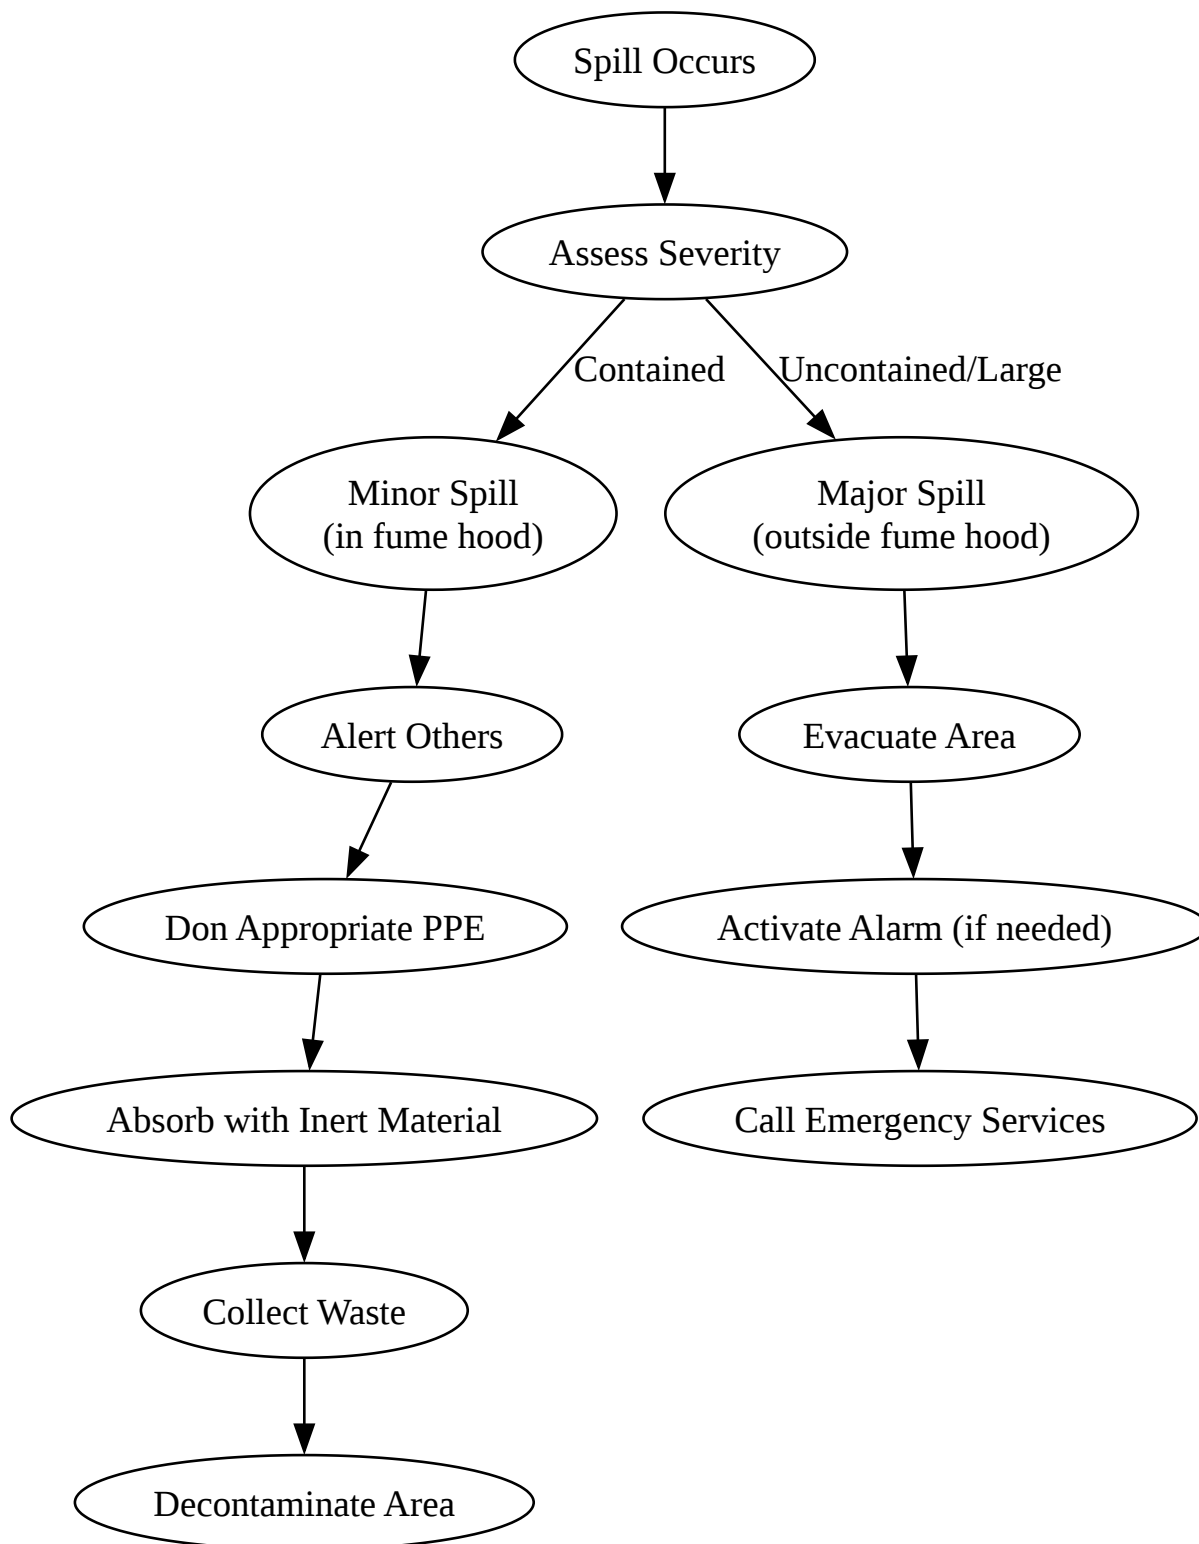 Spill Occurs
Assess Severity
Contained
Uncontained/Large
Minor Spill
(in fume hood)
Major Spill
(outside fume hood)
Alert Others
Evacuate Area
Don Appropriate PPE
Activate Alarm (if needed)
Absorb with Inert Material
Call Emergency Services
Collect Waste
Decontaminate Area